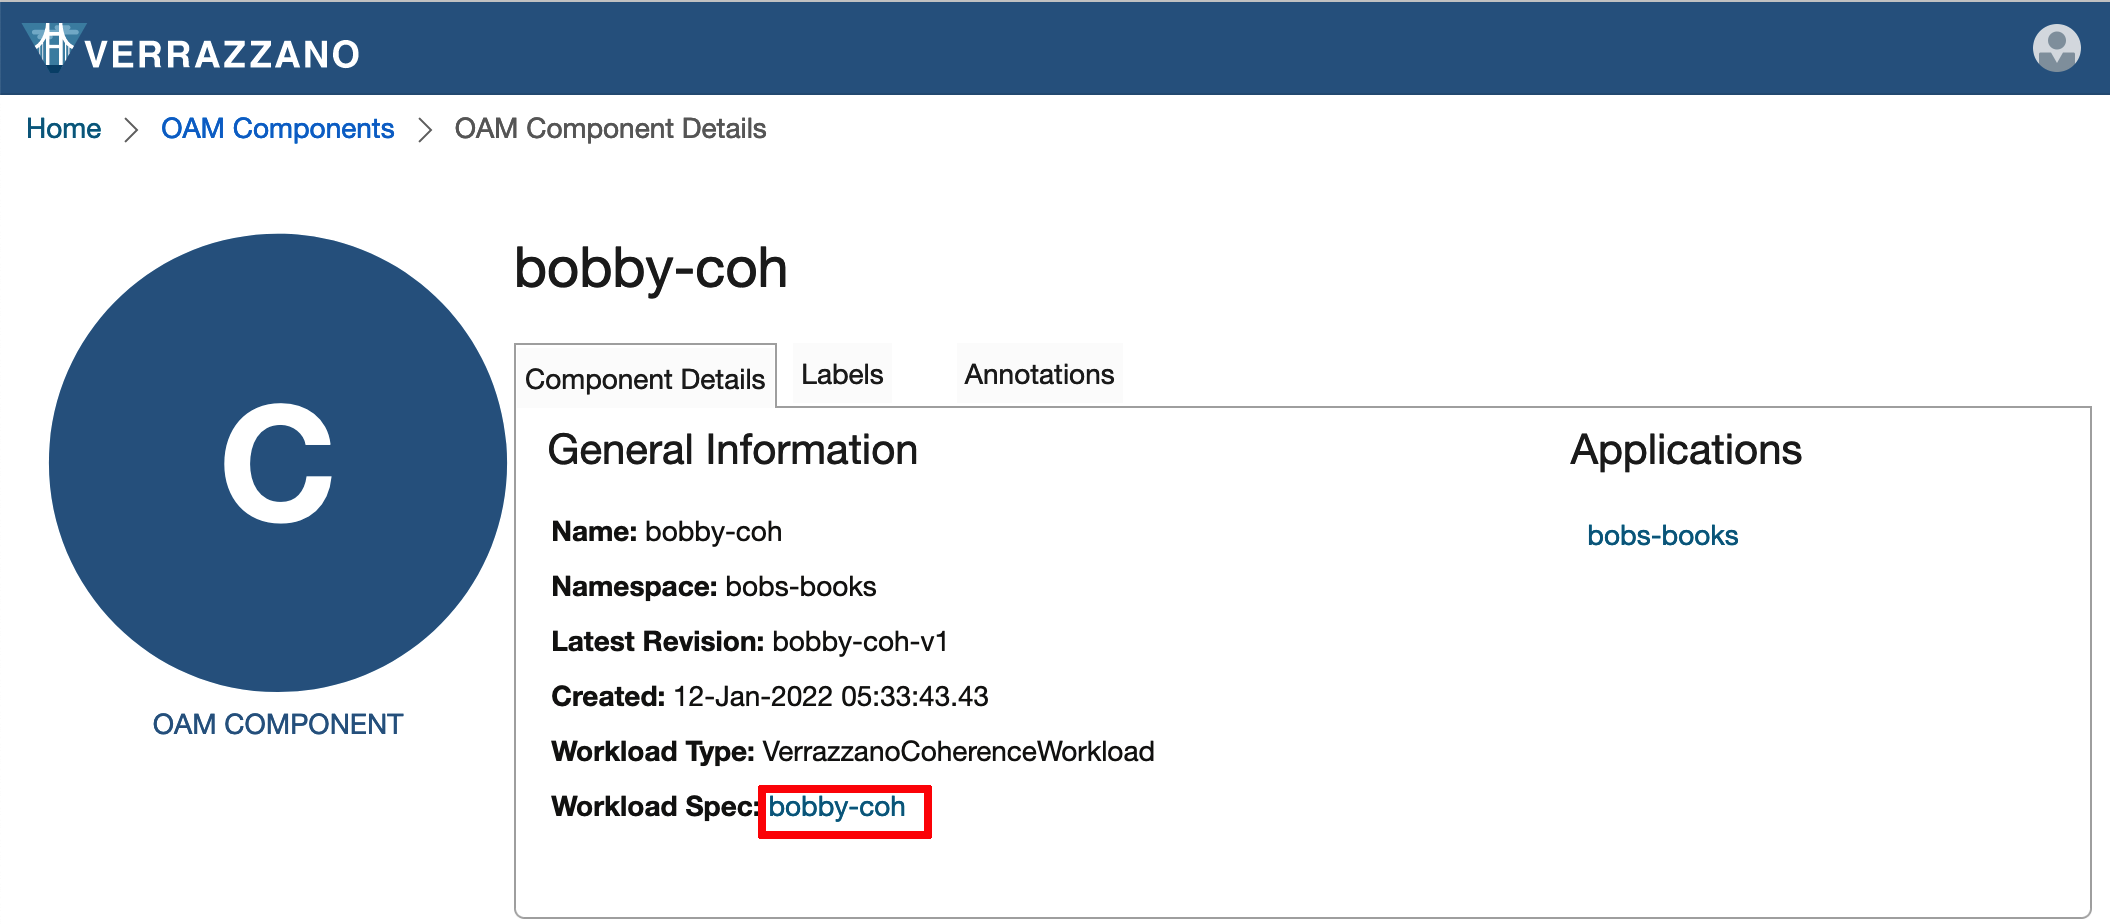 VERRAZZANO
Home > OAM Components > OAM Component Details
bobby-coh
Component Details Labels Annotations
C
OAM COMPONENT
General Information
Name: bobby-coh
Namespace: bobs-books
Latest Revision: bobby-coh-v1
Created: 12-Jan-2022 05:33:43.43
Workload Type: VerrazzanoCoherenceWorkload
Workload Spec: bobby-coh
Applications
bobs-books